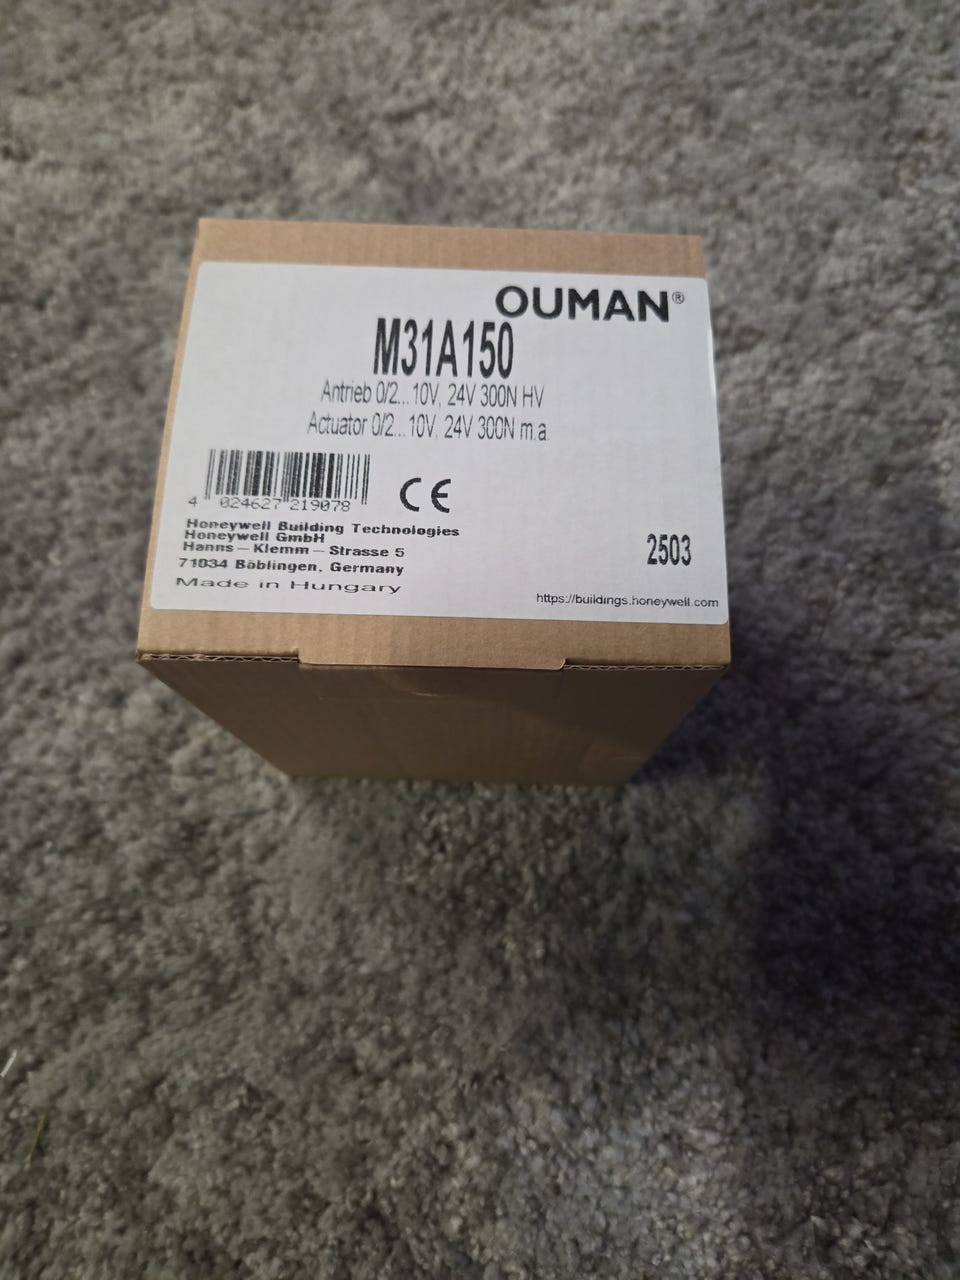 OUMAN®
M31A150
Antrieb 0/2...10V, 24V 300N HV
Actuator 0/2...10V, 24V 300N m.a.
4 024627 219078
CE
Honeywell Building Technologies
Honeywell GmbH
Hanns - Klemm - Strasse 5
71034 Böblingen, Germany
Made in Hungary
2503
https://buildings.honeywell.com